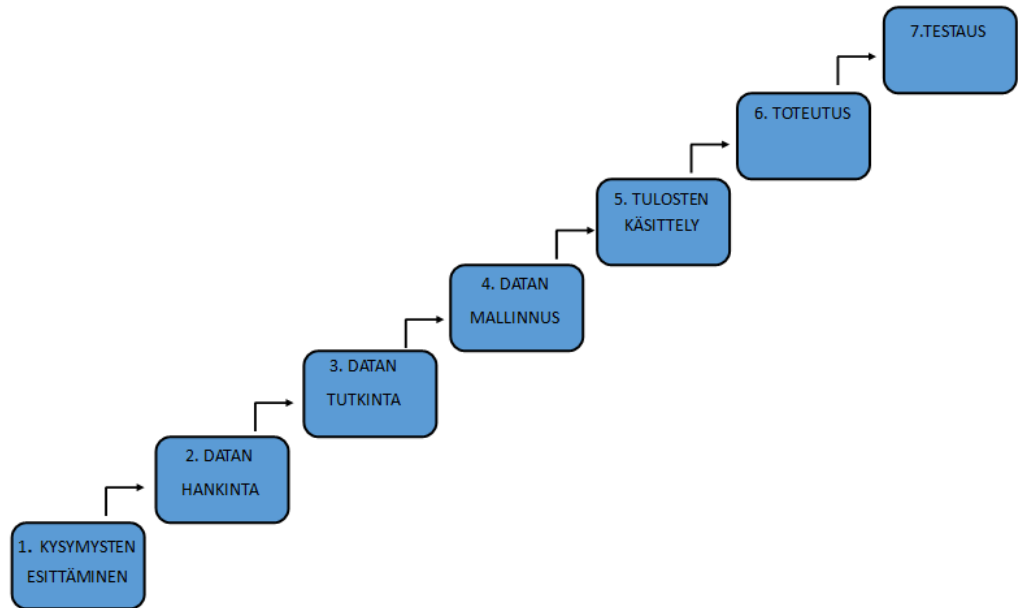 1. KYSYMYSTEN
ESITTÄMINEN
2. DATAN
HANKINTA
3. DATAN
TUTKINTA
4. DATAN
MALLINNUS
5. TULOSTEN
KÄSITTELY
6. TOTEUTUS
7.TESTAUS